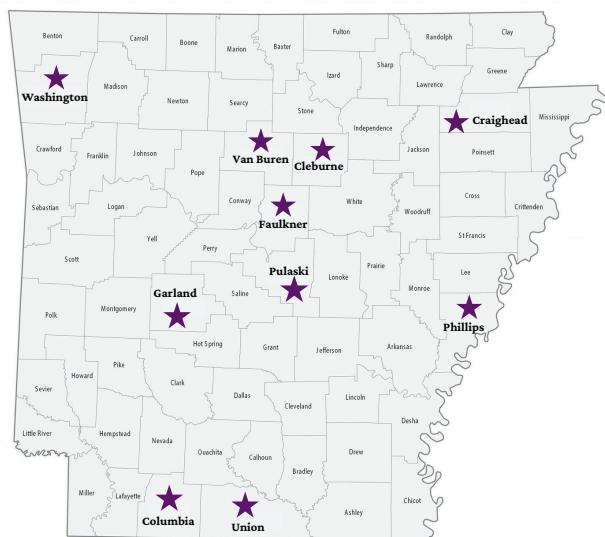 Benton
Carroll
Boone
Marion
Baxter
Fulton
Randolph
Clay
Izard
Sharp
Lawrence
Greene
Washington
Madison
Newton
Searcy
Stone
Independence
Craighead
Mississippi
Crawford
Franklin
Johnson
Pope
Van Buren
Cleburne
Jackson
Poinsett
Sebastian
Logan
Conway
Faulkner
White
Woodruff
Cross
Crittenden
Scott
Yell
Perry
Pulaski
Lonoke
Prairie
Monroe
St Francis
Lee
Polk
Montgomery
Garland
Saline
Phillips
Hot Spring
Grant
Jefferson
Arkansas
Sevier
Howard
Pike
Clark
Dallas
Cleveland
Lincoln
Desha
Little River
Hempstead
Nevada
Ouachita
Calhoun
Bradley
Drew
Miller
Lafayette
Columbia
Union
Ashley
Chicot